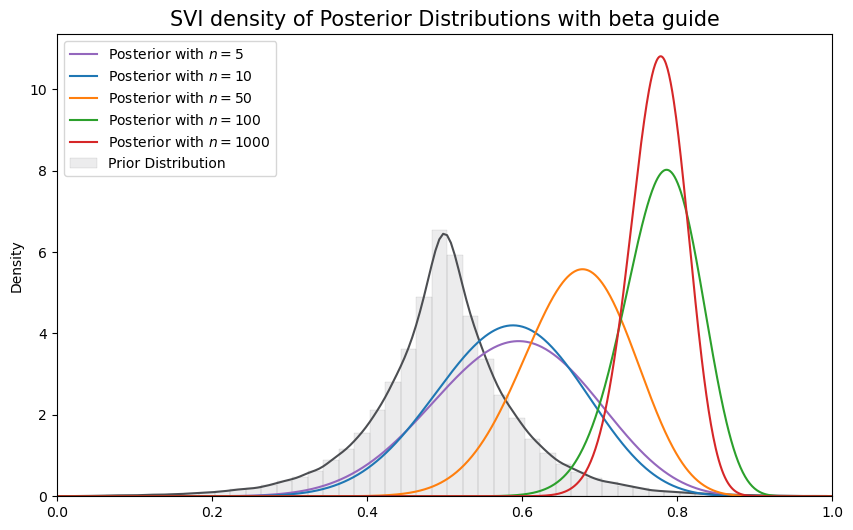 SVI density of Posterior Distributions with beta guide
Posterior with n = 5
Posterior with n = 10
Posterior with n = 50
Posterior with n = 100
Posterior with n = 1000
Prior Distribution
Density
10
8
6
4
2
0
0.0 0.2 0.4 0.6 0.8 1.0